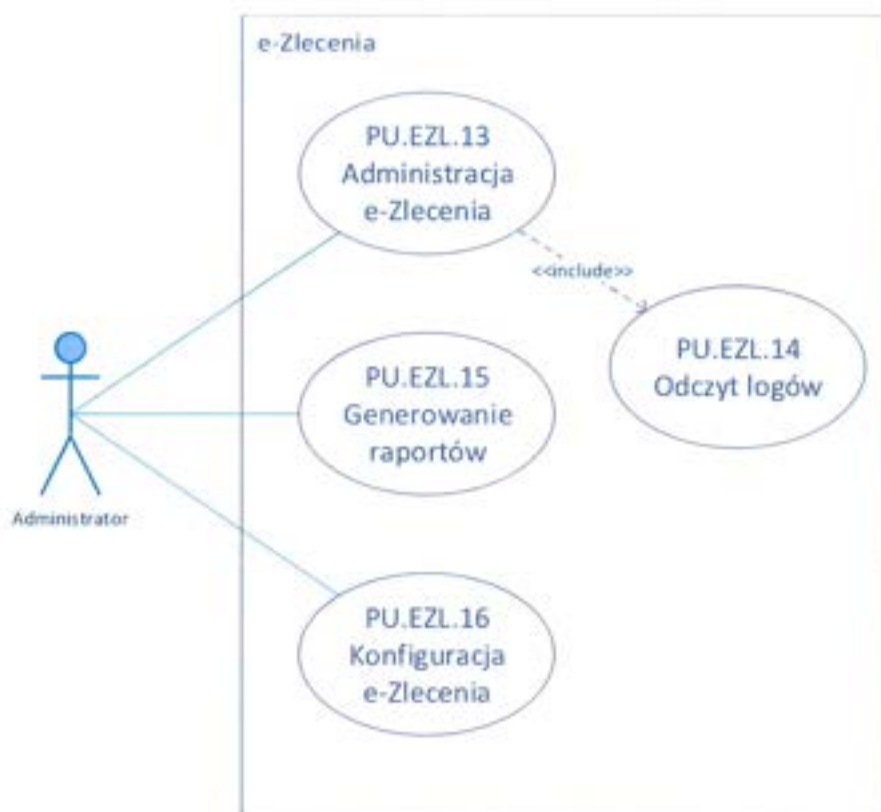 e-Zlecenia
PU.EZL.13
Administracja
e-Zlecenia
<<include>>
PU.EZL.14
Odczyt logów
PU.EZL.15
Generowanie
raportów
Administrator
PU.EZL.16
Konfiguracja
e-Zlecenia